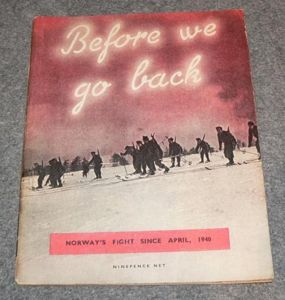 Before we
go back
NORWAY'S FIGHT SINCE APRIL, 1940
NINEPENCE NET